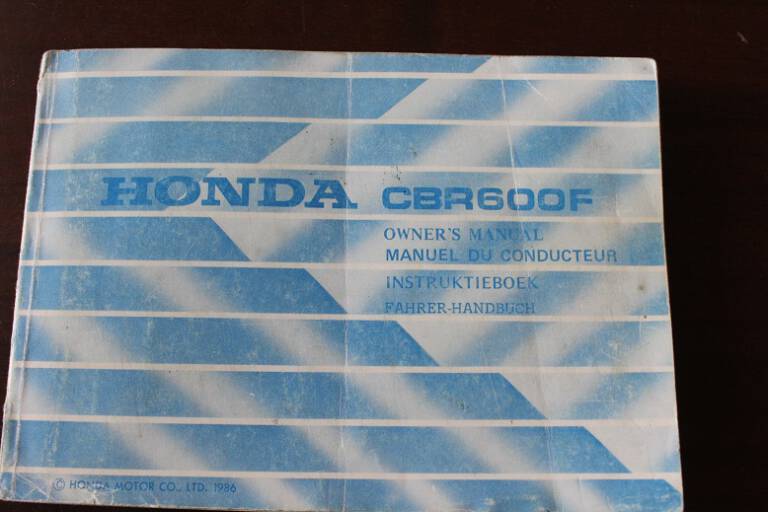 HONDA CBR600F
OWNER'S MANUAL
MANUEL DU CONDUCTEUR
INSTRUKTIEBOEK
FAHRER-HANDBUCH
© HONDA MOTOR CO., LTD. 1986